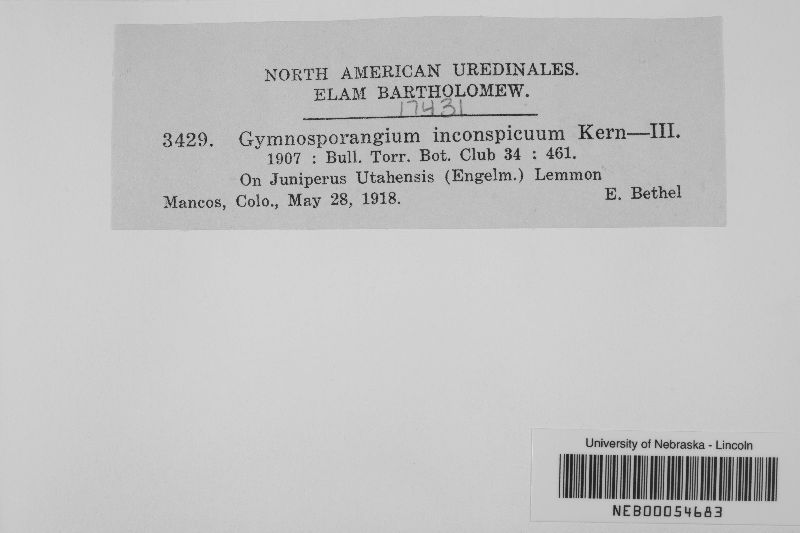 NORTH AMERICAN UREDINALES.
ELAM BARTHOLOMEW.
17431
3429. Gymnosporangium inconspicuum Kern—III.
1907 : Bull. Torr. Bot. Club 34 : 461.
On Juniperus Utahensis (Engelm.) Lemmon
Mancos, Colo., May 28, 1918. E. Bethel
University of Nebraska - Lincoln
NEB00054683